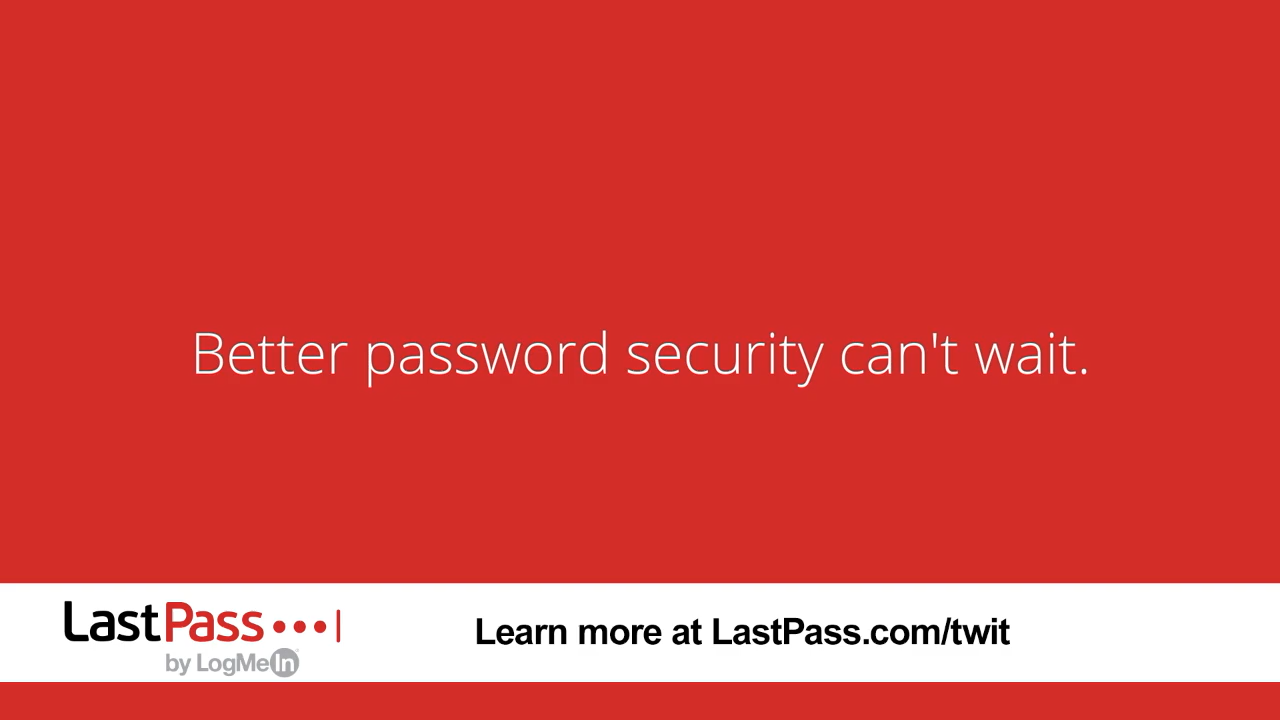 Better password security can't wait.
LastPass
by LogMeIn
Learn more at LastPass.com/twit